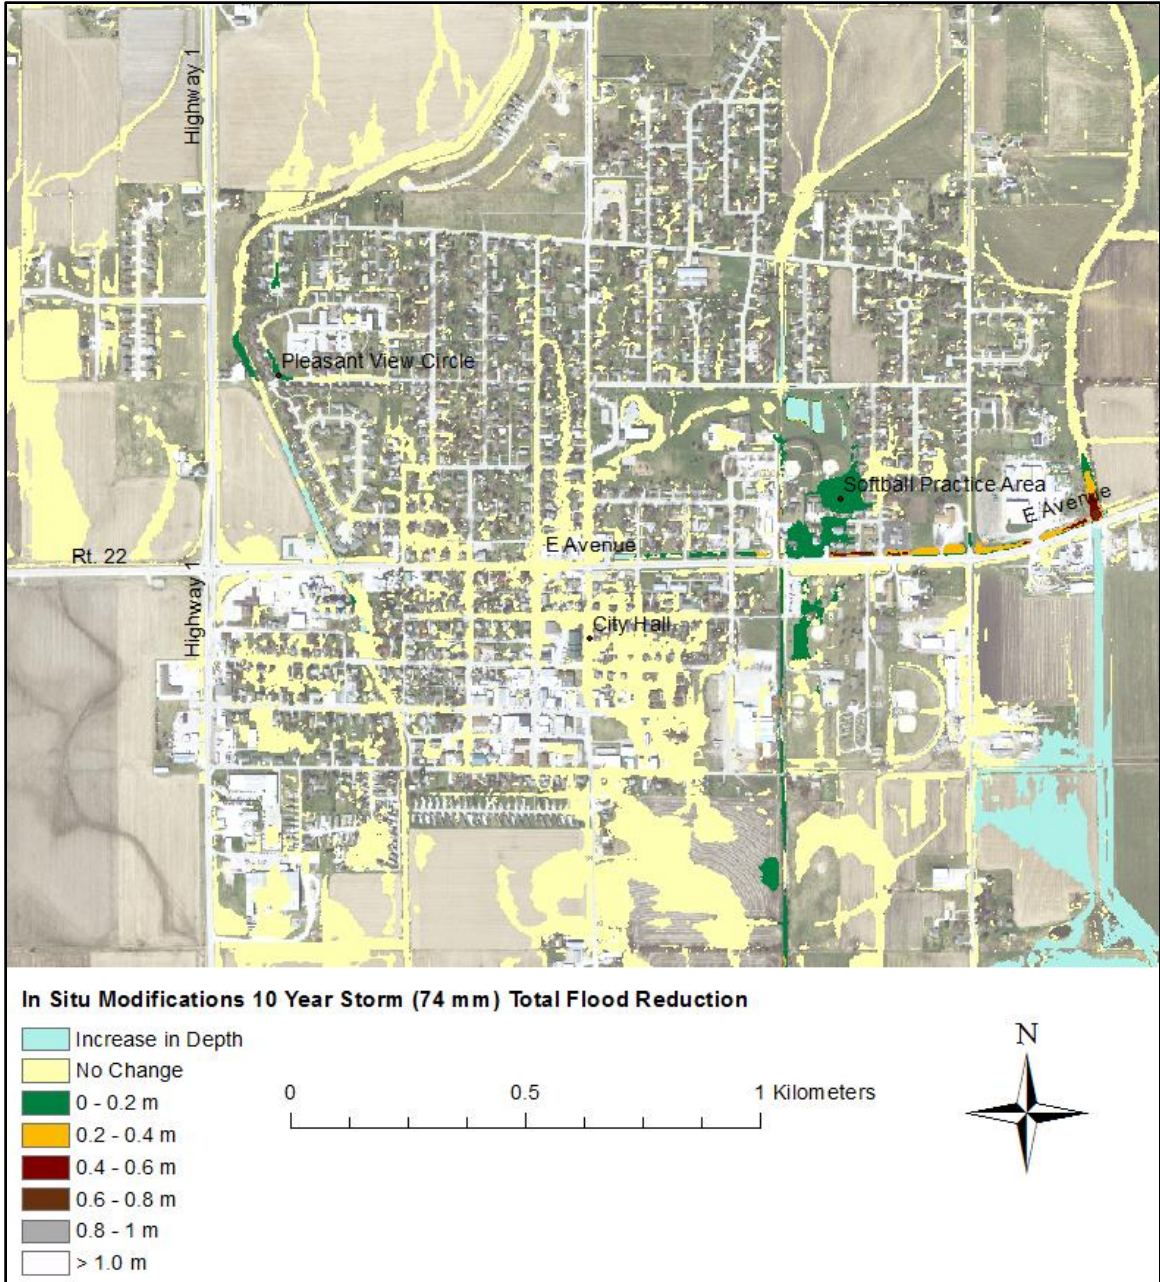 Highway 1
Pleasant View Circle
Softball Practice Area
E Avenue
E Avenue
Rt. 22
Highway 1
City Hall
In Situ Modifications 10 Year Storm (74 mm) Total Flood Reduction
Increase in Depth
No Change
0 - 0.2 m
0.2 - 0.4 m
0.4 - 0.6 m
0.6 - 0.8 m
0.8 - 1 m
> 1.0 m
0 0.5 1 Kilometers
N